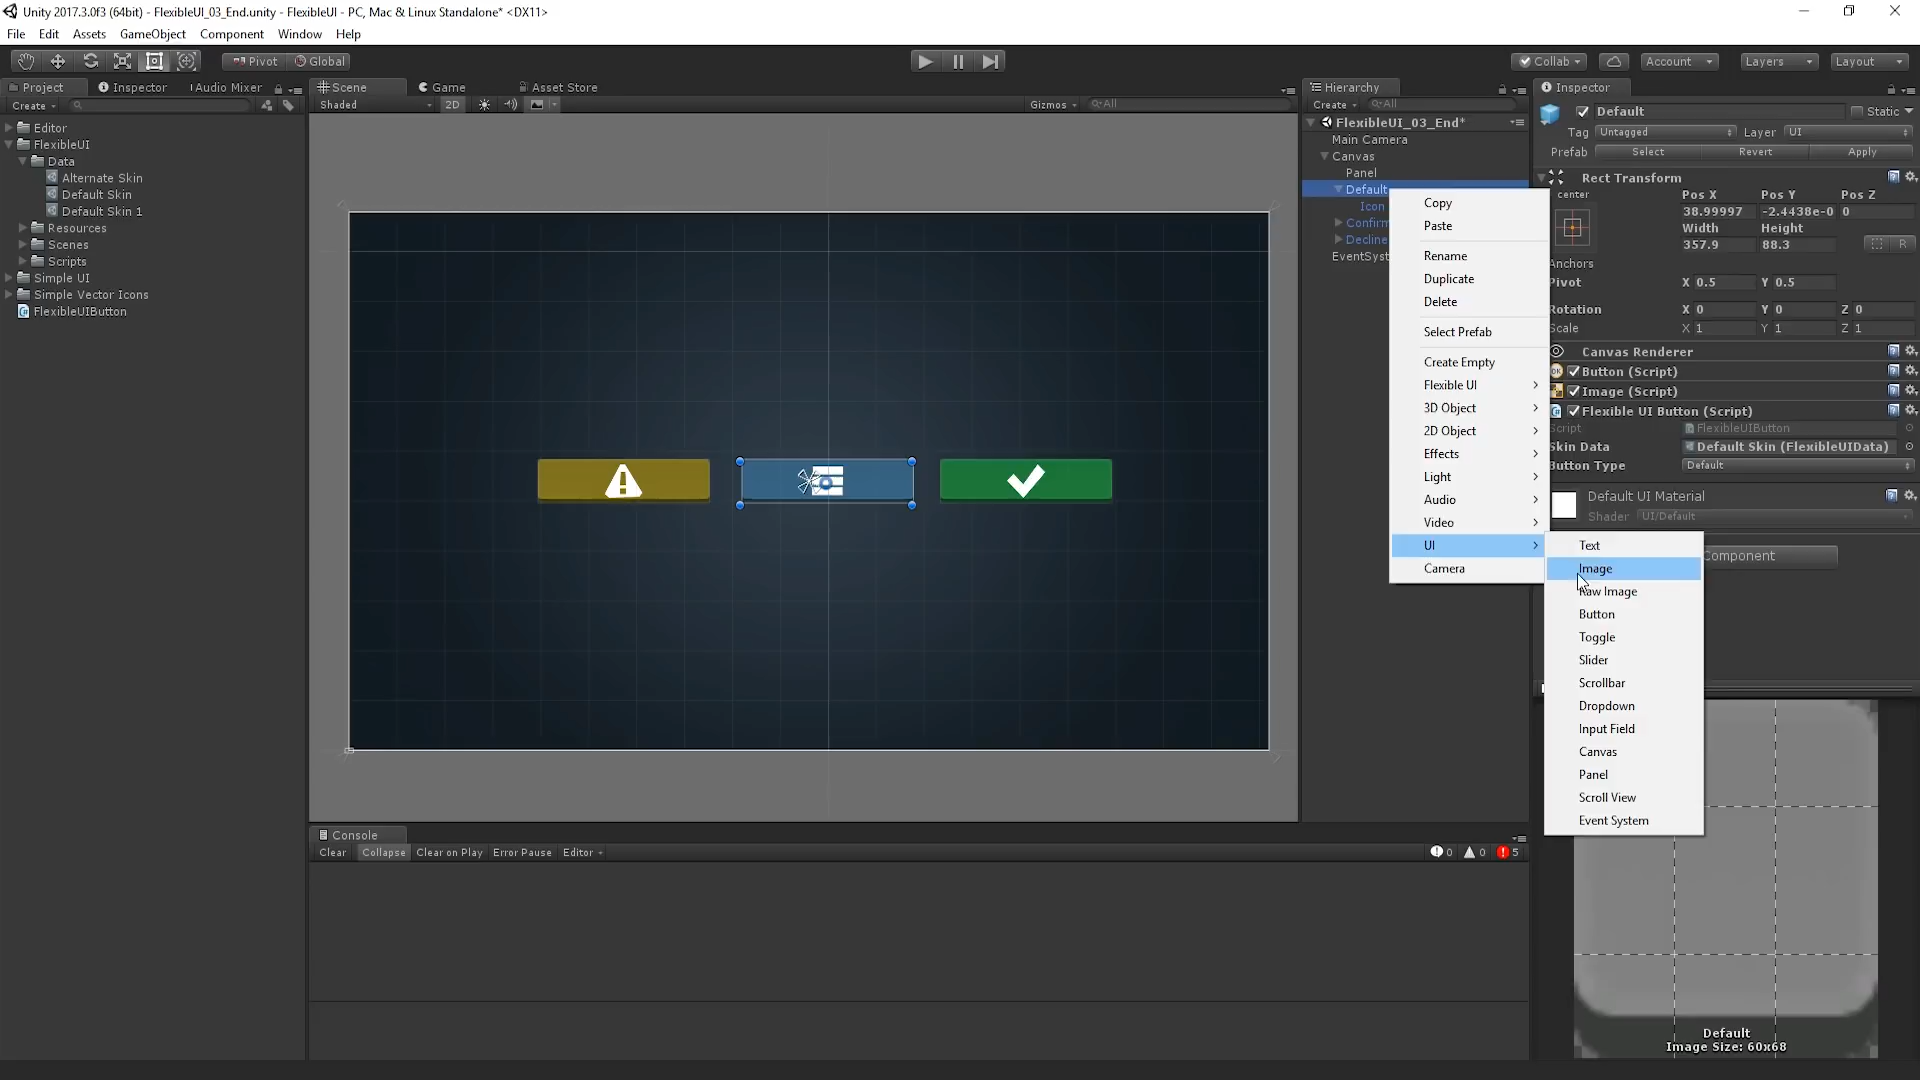 Unity 2017.3.0f3 (64bit) - FlexibleUI_03_End.unity - FlexibleUI - PC, Mac & Linux Standalone* <DX11>
File Edit Assets GameObject Component Window Help
Pivot Global Collab Account Layers Layout
Project Inspector Audio Mixer
Create
Editor
FlexibleUI
Data
Alternate Skin
Default Skin
Default Skin 1
Resources
Scenes
Scripts
Simple UI
Simple Vector Icons
FlexibleUIButton
Scene Game Asset Store
Shaded 2D Gizmos All
Console
Clear Collapse Clear on Play Error Pause Editor 0 0 5
Hierarchy
Create All
FlexibleUI_03_End*
Main Camera
Canvas
Panel
Default
Icon
Confirm
Decline
EventSyst
Copy
Paste
Rename
Duplicate
Delete
Select Prefab
Create Empty
Flexible UI
3D Object
2D Object
Effects
Light
Audio
Video
UI
Camera
Text
Image
Raw Image
Button
Toggle
Slider
Scrollbar
Dropdown
Input Field
Canvas
Panel
Scroll View
Event System
Inspector
Default Static
Tag Untagged Layer UI
Prefab Select Revert Apply
Rect Transform
center Pos X Pos Y Pos Z
38.99997 -2.4438e-0 0
Width Height
357.9 88.3
R
Anchors
Pivot X 0.5 Y 0.5
Rotation X 0 Y 0 Z 0
Scale X 1 Y 1 Z 1
Canvas Renderer
Button (Script)
Image (Script)
Flexible UI Button (Script)
Script FlexibleUIButton
Skin Data Default Skin (FlexibleUIData)
Button Type Default
Default UI Material
Shader UI/Default
Component
Default
Image Size: 60x68